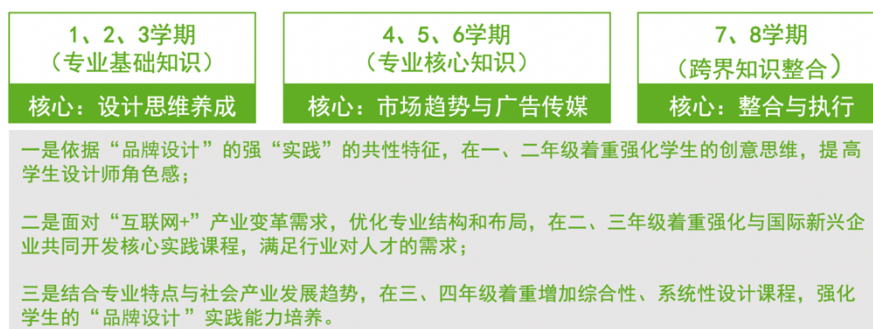 1、2、3学期
（专业基础知识）
核心：设计思维养成
4、5、6学期
（专业核心知识）
核心：市场趋势与广告传媒
7、8学期
（跨界知识整合）
核心：整合与执行
一是依据“品牌设计”的强“实践”的共性特征，在一、二年级着重强化学生的创意思维，提高
学生设计师角色感；
二是面对“互联网+”产业变革需求，优化专业结构和布局，在二、三年级着重强化与国际新兴企
业共同开发核心实践课程，满足行业对人才的需求；
三是结合专业特点与社会产业发展趋势，在三、四年级着重增加综合性、系统性设计课程，强化
学生的“品牌设计”实践能力培养。